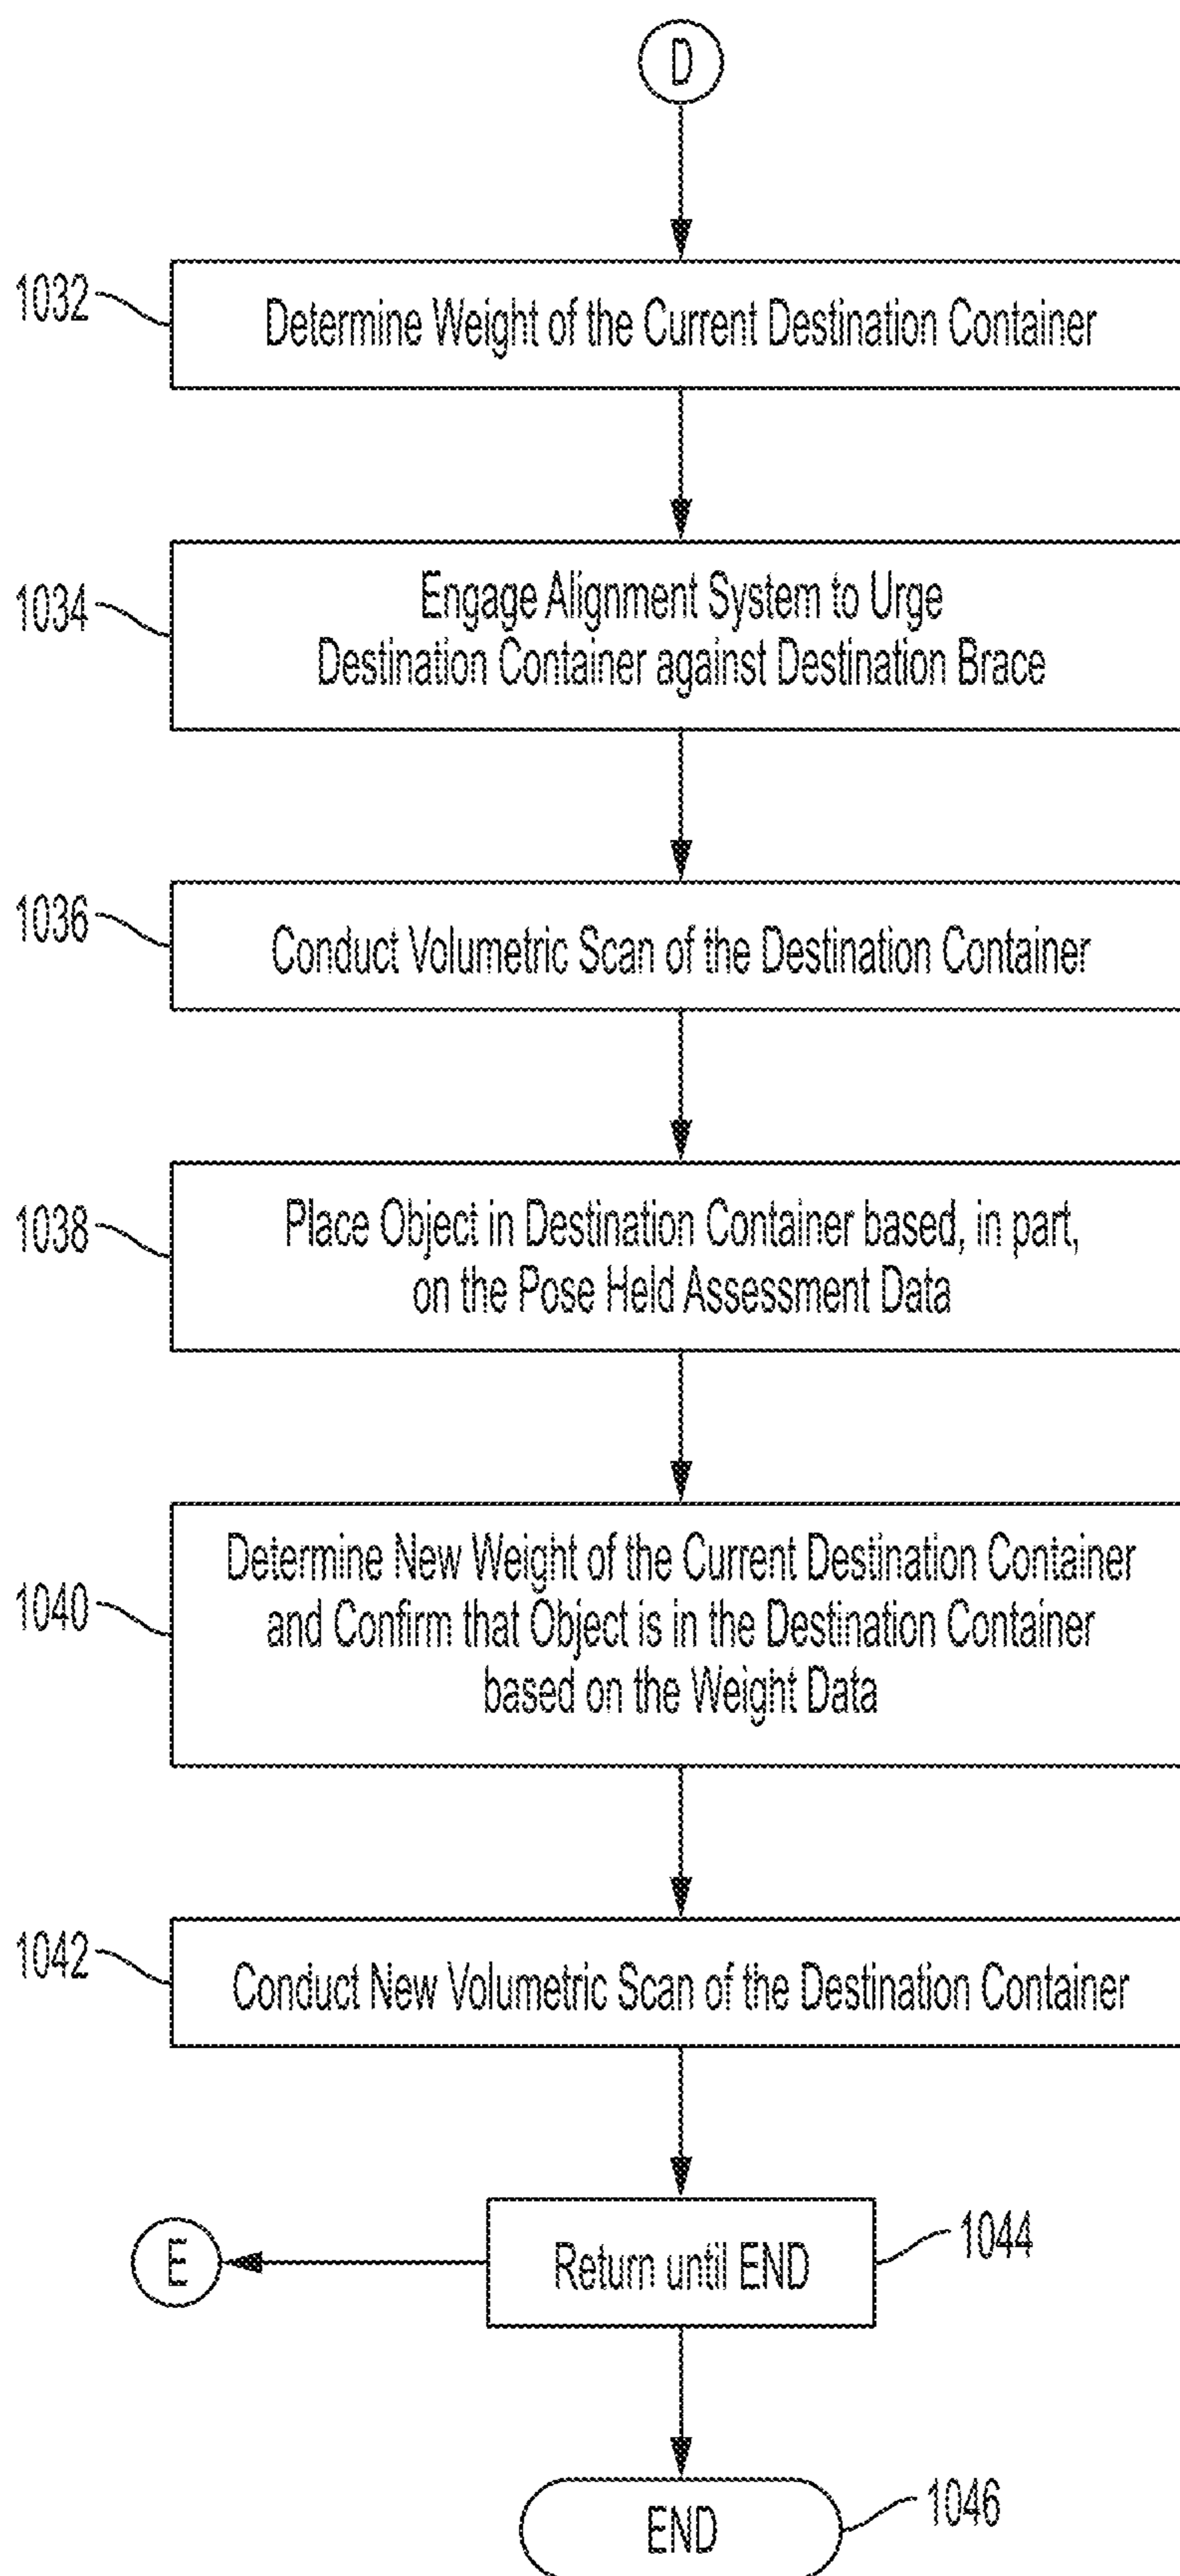 D
1032
Determine Weight of the Current Destination Container
1034
Engage Alignment System to Urge
Destination Container against Destination Brace
1036
Conduct Volumetric Scan of the Destination Container
1038
Place Object in Destination Container based, in part,
on the Pose Held Assessment Data
1040
Determine New Weight of the Current Destination Container
and Confirm that Object is in the Destination Container
based on the Weight Data
1042
Conduct New Volumetric Scan of the Destination Container
E
Return until END
1044
END
1046